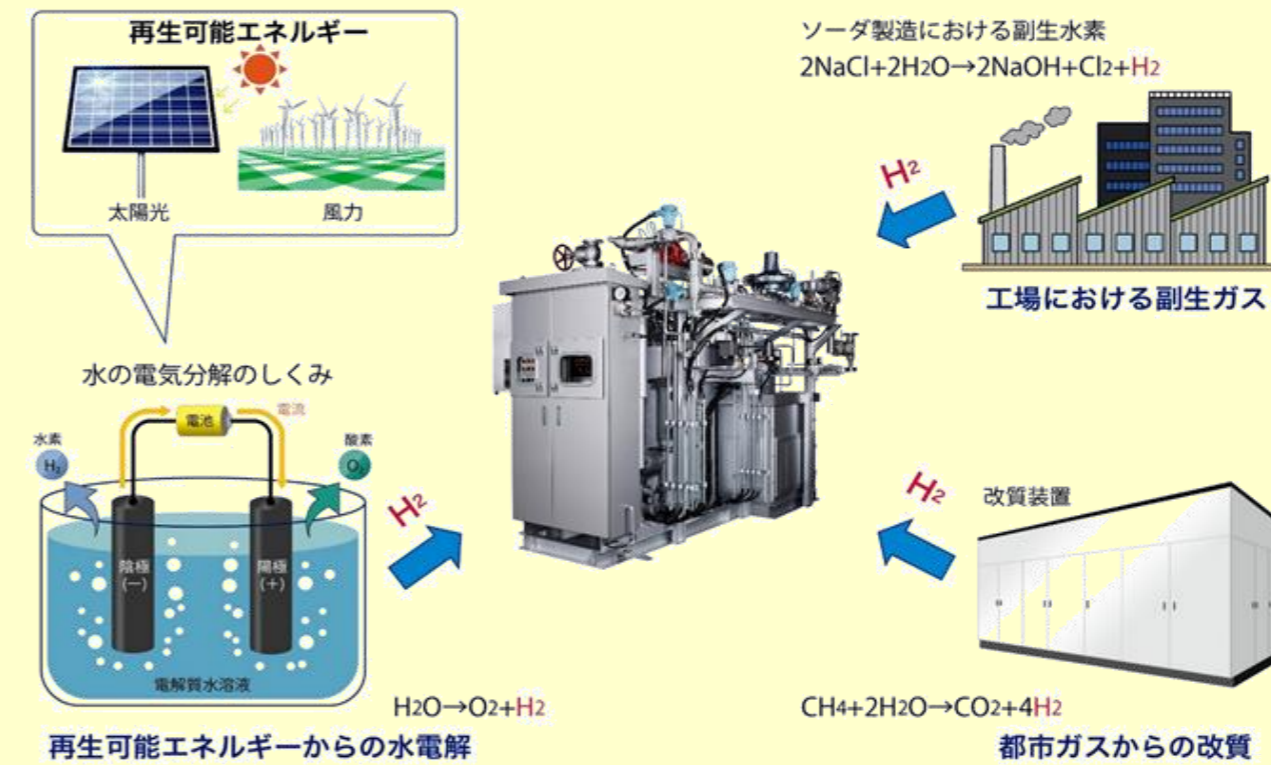 再生可能エネルギー
太陽光
風力
水の電気分解のしくみ
電池
電流
水素
H₂
酸素
O₂
陰極
(－)
陽極
(＋)
電解質水溶液
H₂
H₂O→O₂+H₂
再生可能エネルギーからの水電解
ソーダ製造における副生水素
2NaCl+2H₂O→2NaOH+Cl₂+H₂
H₂
工場における副生ガス
H₂
改質装置
CH₄+2H₂O→CO₂+4H₂
都市ガスからの改質